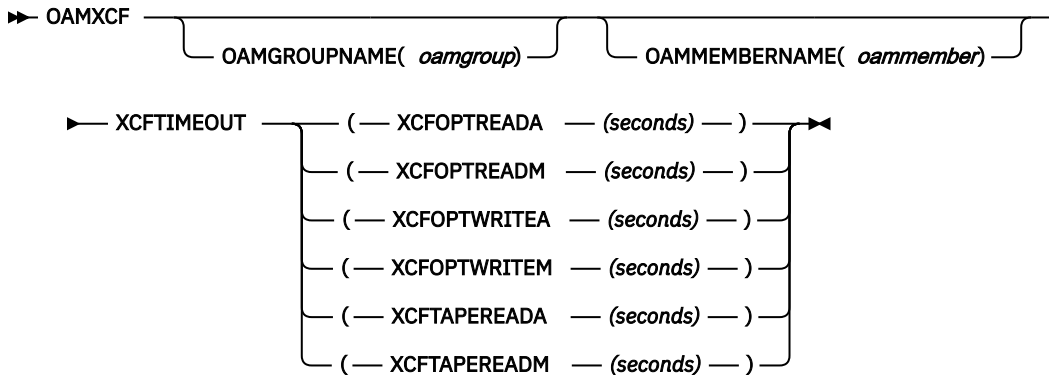 OAMXCF
OAMGROUPNAME( oamgroup) OAMMEMBERNAME( oammember)
XCFTIMEOUT ( XCFOPTREADA (seconds) )
( XCFOPTREADM (seconds) )
( XCFOPTWRITEA (seconds) )
( XCFOPTWRITEM (seconds) )
( XCFTAPEREADA (seconds) )
( XCFTAPEREADM (seconds) )